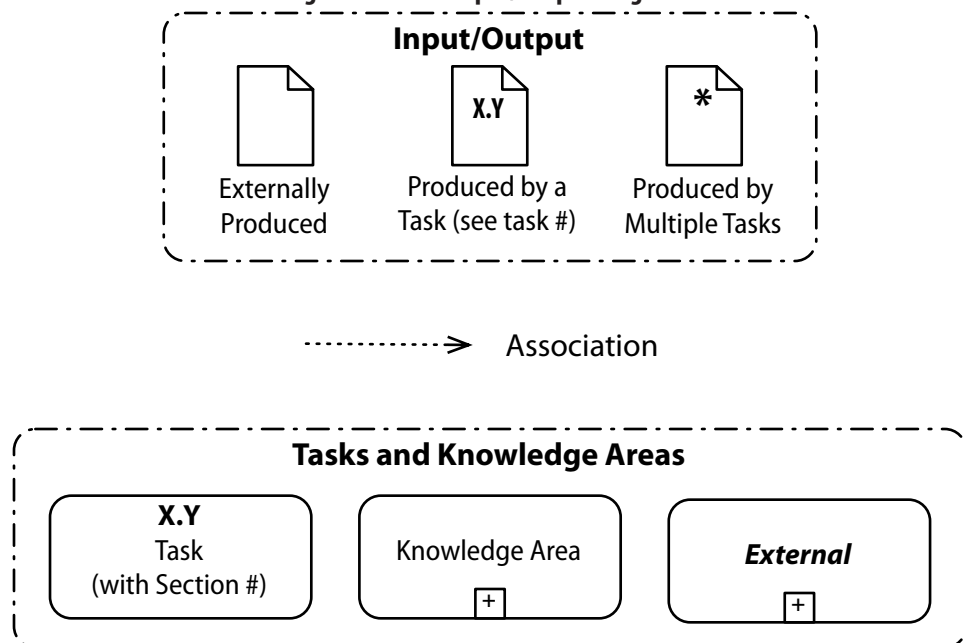 Input/Output
X.Y
*
Externally
Produced
Produced by a
Task (see task #)
Produced by
Multiple Tasks
Association
Tasks and Knowledge Areas
X.Y
Task
(with Section #)
Knowledge Area
+
External
+